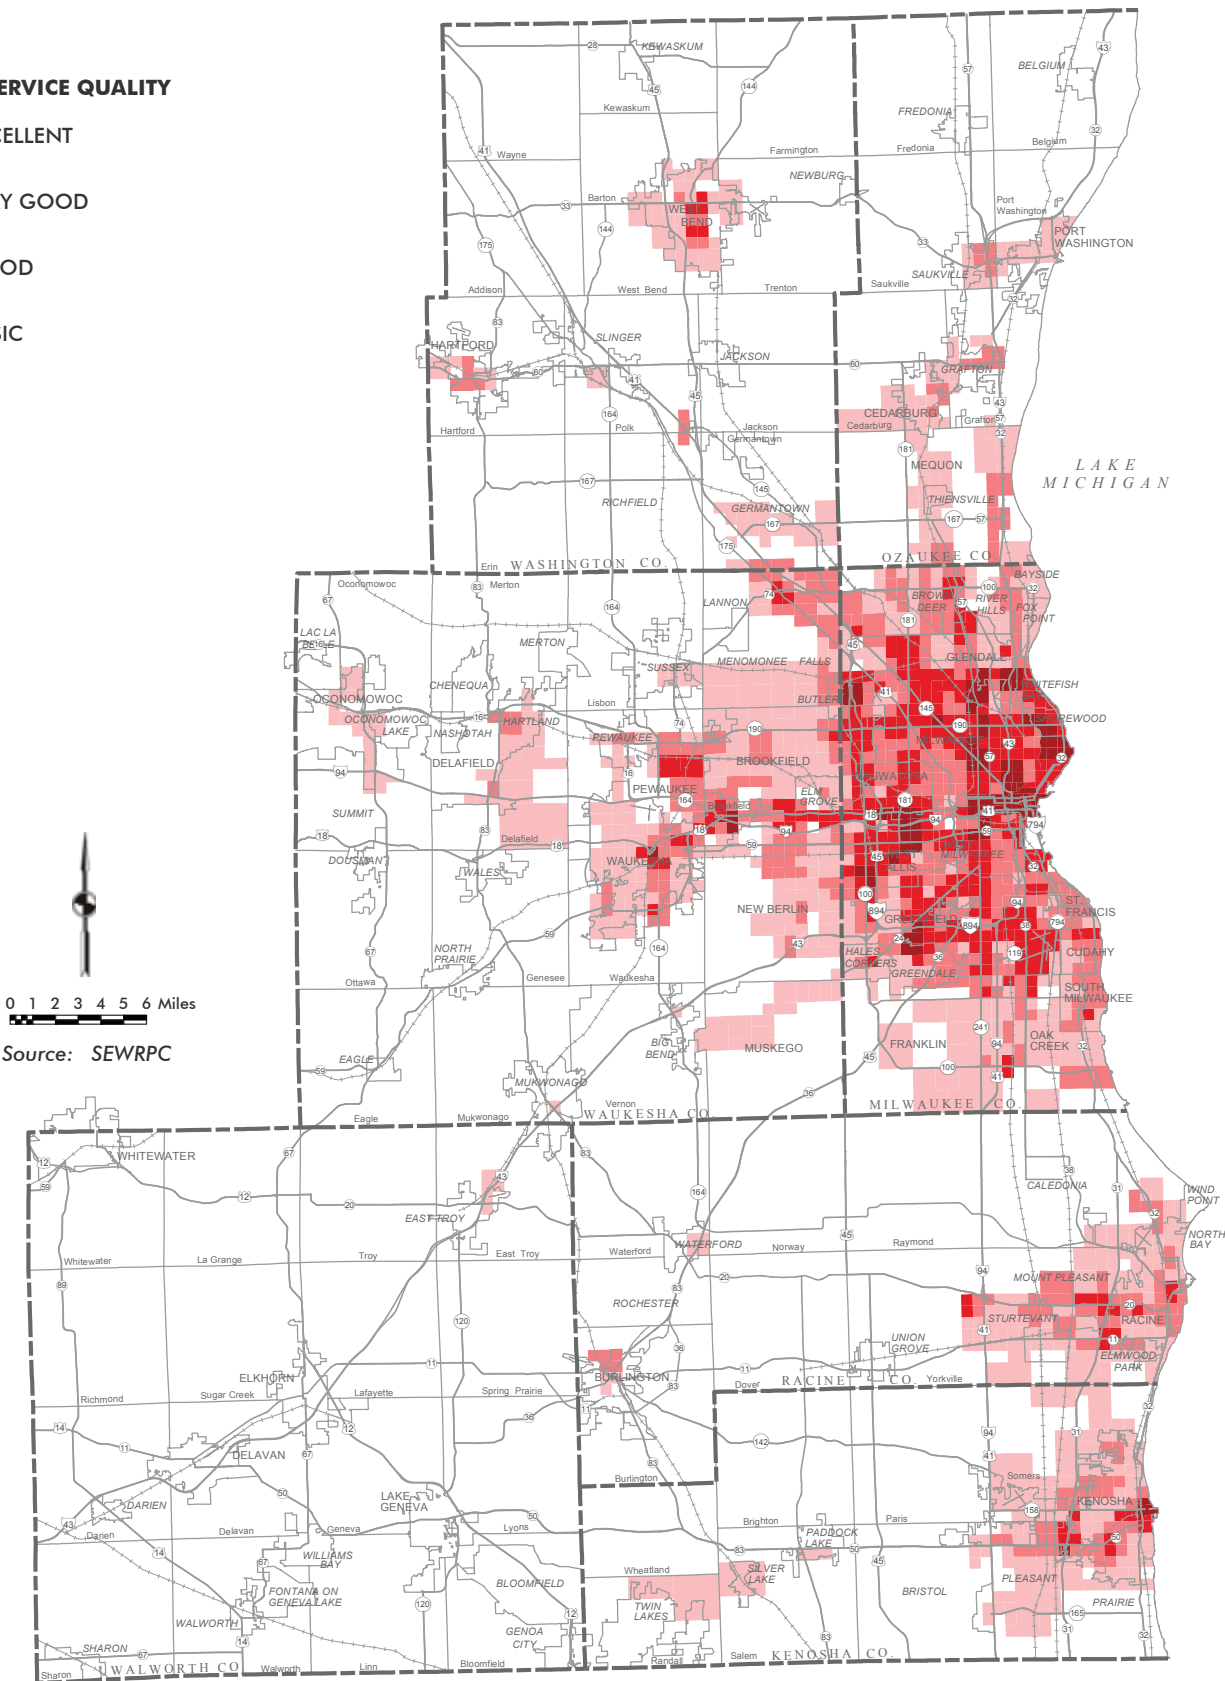 ERVICE QUALITY
CELLENT
Y GOOD
OD
SIC
0 1 2 3 4 5 6 Miles
Source: SEWRPC
LAKE
MICHIGAN
KEWASKUM
Kewaskum
Wayne
Farmington
Barton
WEST
BEND
NEWBURG
Addison
West Bend
Trenton
BELGIUM
FREDONIA
Fredonia
Belgium
Port
Washington
PORT
WASHINGTON
SAUKVILLE
Saukville
HARTFORD
SLINGER
JACKSON
Hartford
Polk
Jackson
Germantown
GRAFTON
CEDARBURG
Cedarburg
Grafton
MEQUON
THIENSVILLE
RICHFIELD
GERMANTOWN
Erin
WASHINGTON CO.
OZAUKEE CO.
Oconomowoc
Merton
LANNON
BAYSIDE
BROWN
DEER
RIVER
HILLS
FOX
POINT
LAC LA
BELLE
MERTON
SUSSEX
MENOMONEE FALLS
GLENDALE
CHENEQUA
OCONOMOWOC
OCONOMOWOC
LAKE
NASHOTAH
HARTLAND
Lisbon
BUTLER
WHITEFISH
SHOREWOOD
PEWAUKEE
MILWAUKEE
DELAFIELD
BROOKFIELD
WAUWATOSA
PEWAUKEE
ELM
GROVE
Brookfield
SUMMIT
Delafield
DOUSMAN
WALES
WAUKESHA
MILWAUKEE
ALLIS
NEW BERLIN
GREENFIELD
ST.
FRANCIS
NORTH
PRAIRIE
HALES
CORNERS
GREENDALE
CUDAHY
Ottawa
Genesee
Waukesha
SOUTH
MILWAUKEE
BIG
BEND
MUSKEGO
FRANKLIN
OAK
CREEK
EAGLE
MUKWONAGO
Eagle
Mukwonago
Vernon
WAUKESHA CO.
MILWAUKEE CO.
WHITEWATER
CALEDONIA
WIND
POINT
NORTH
BAY
EAST TROY
WATERFORD
Whitewater
La Grange
Troy
East Troy
Waterford
Norway
Raymond
MOUNT PLEASANT
ROCHESTER
STURTEVANT
RACINE
UNION
GROVE
ELMWOOD
PARK
ELKHORN
BURLINGTON
Richmond
Sugar Creek
Lafayette
Spring Prairie
Dover
RACINE CO.
Yorkville
DELAVAN
Burlington
Somers
DARIEN
LAKE
GENEVA
KENOSHA
Darien
Delavan
Geneva
Lyons
Brighton
Paris
PADDOCK
LAKE
WILLIAMS
BAY
Wheatland
SILVER
LAKE
BLOOMFIELD
PLEASANT
PRAIRIE
BRISTOL
FONTANA ON
GENEVA LAKE
TWIN
LAKES
WALWORTH
GENOA
CITY
SHARON
Sharon
WALWORTH CO.
Walworth
Linn
Bloomfield
Randall
Salem
KENOSHA CO.